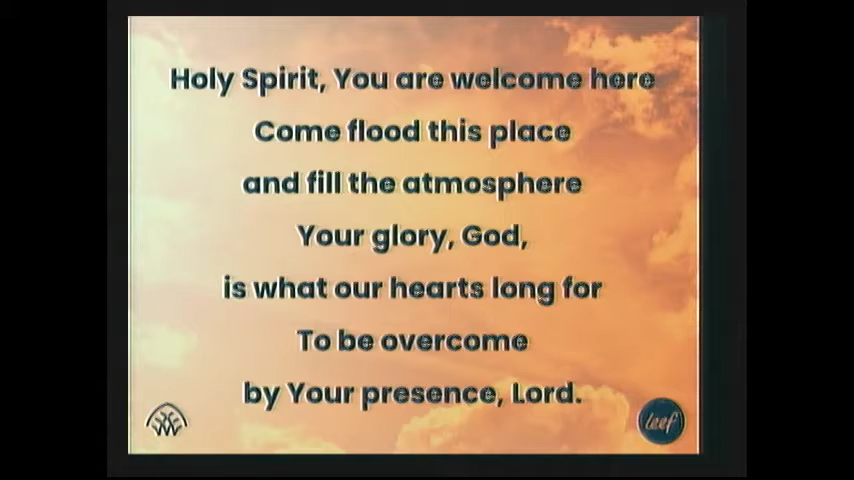 Holy Spirit, You are welcome here
Come flood this place
and fill the atmosphere
Your glory, God,
is what our hearts long for
To be overcome
by Your presence, Lord.
leef